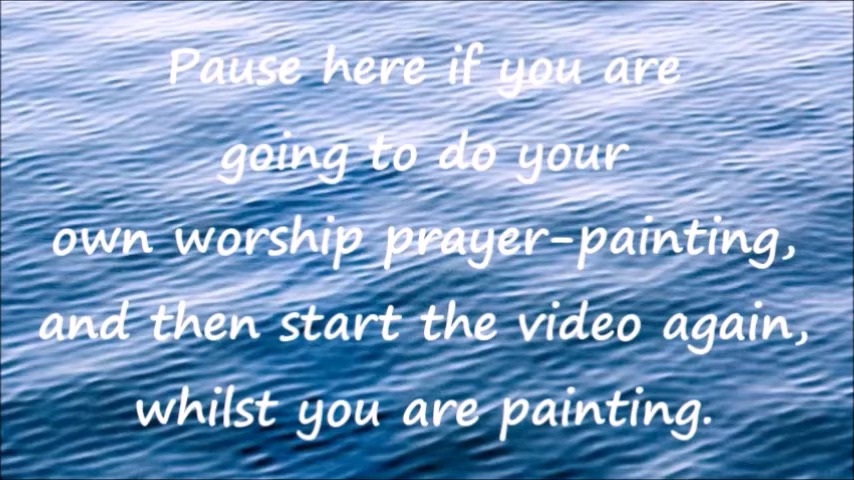 Pause here if you are
going to do your
own worship prayer-painting,
and then start the video again,
whilst you are painting.